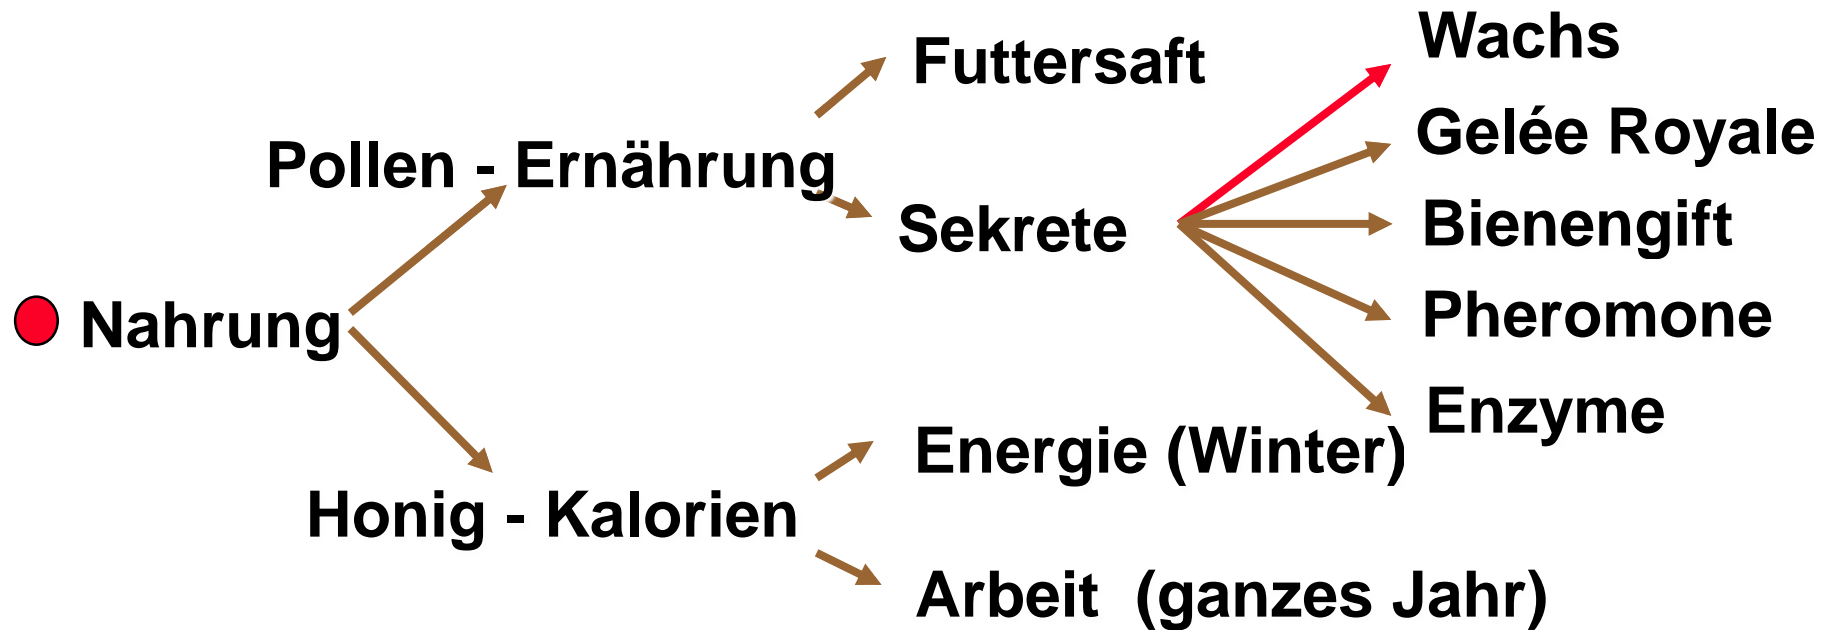 Wachs
Futtersaft
Gelée Royale
Pollen - Ernährung
Sekrete
Bienengift
Nahrung
Pheromone
Enzyme
Energie (Winter)
Honig - Kalorien
Arbeit (ganzes Jahr)